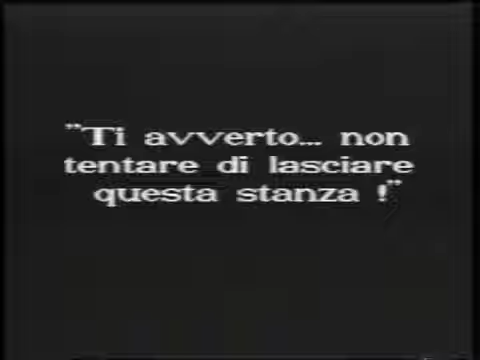 "Ti avverto... non
tentare di lasciare
questa stanza !"